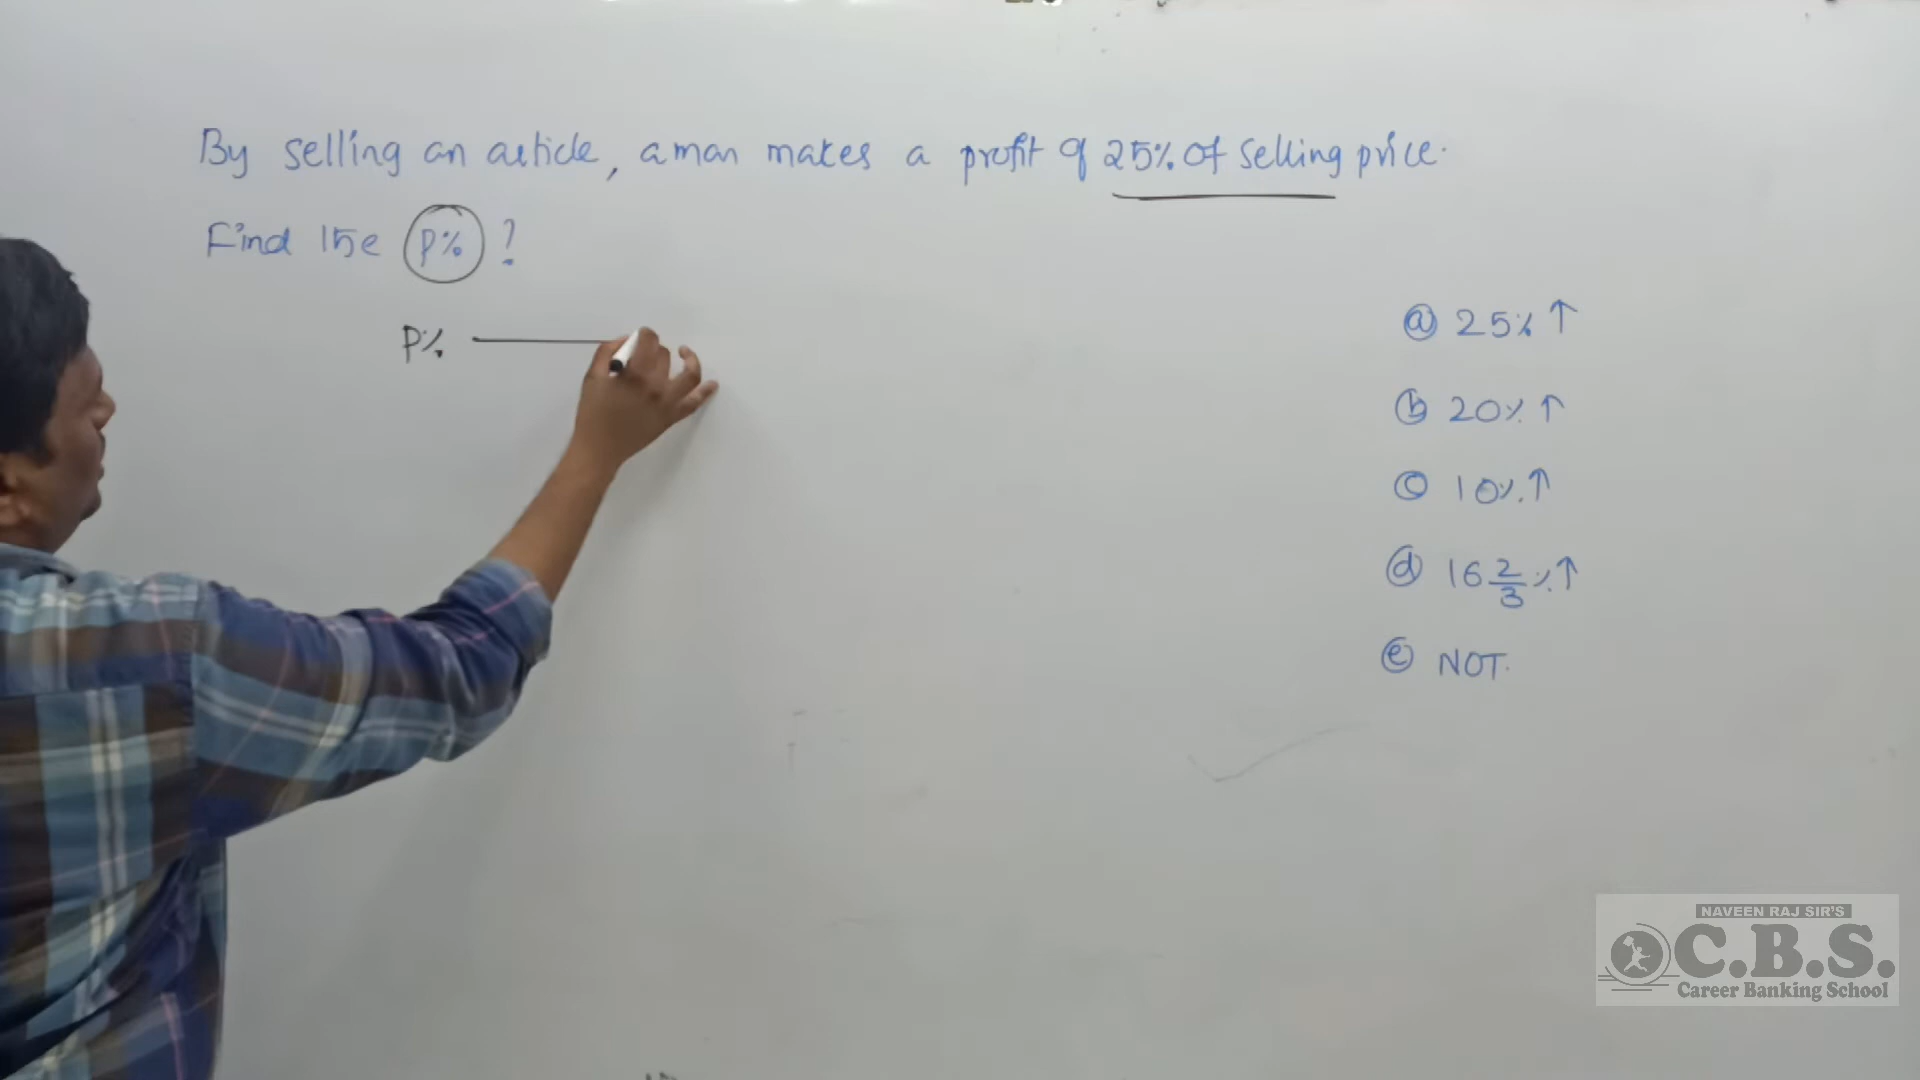 By selling an article, a man makes a profit of 25% of selling price.
Find the P% ?
P%
ⓐ 25% ↑
ⓑ 20% ↑
ⓒ 10% ↑
ⓓ 16 2/3 % ↑
ⓔ NOT.
NAVEEN RAJ SIR'S
C.B.S.
Career Banking School